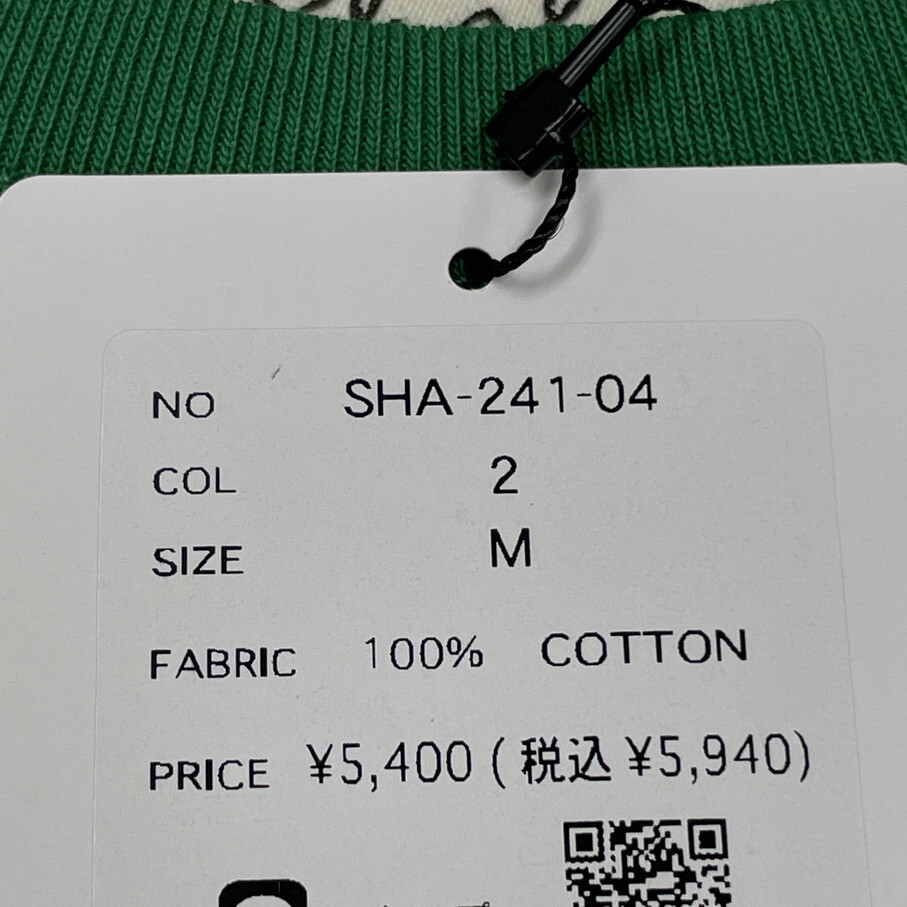 NO SHA-241-04
COL 2
SIZE M
FABRIC 100% COTTON
PRICE ¥5,400 ( 税込 ¥5,940)